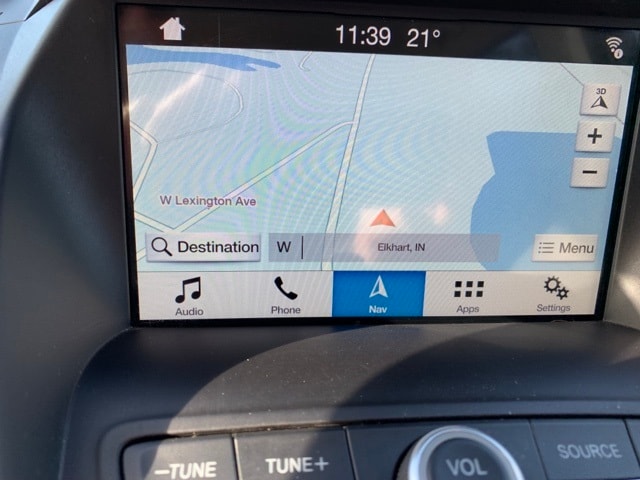 11:39 21°
3D
+
W Lexington Ave
−
Destination W Elkhart, IN Menu
Audio Phone Nav Apps Settings
−TUNE TUNE+ VOL SOURCE